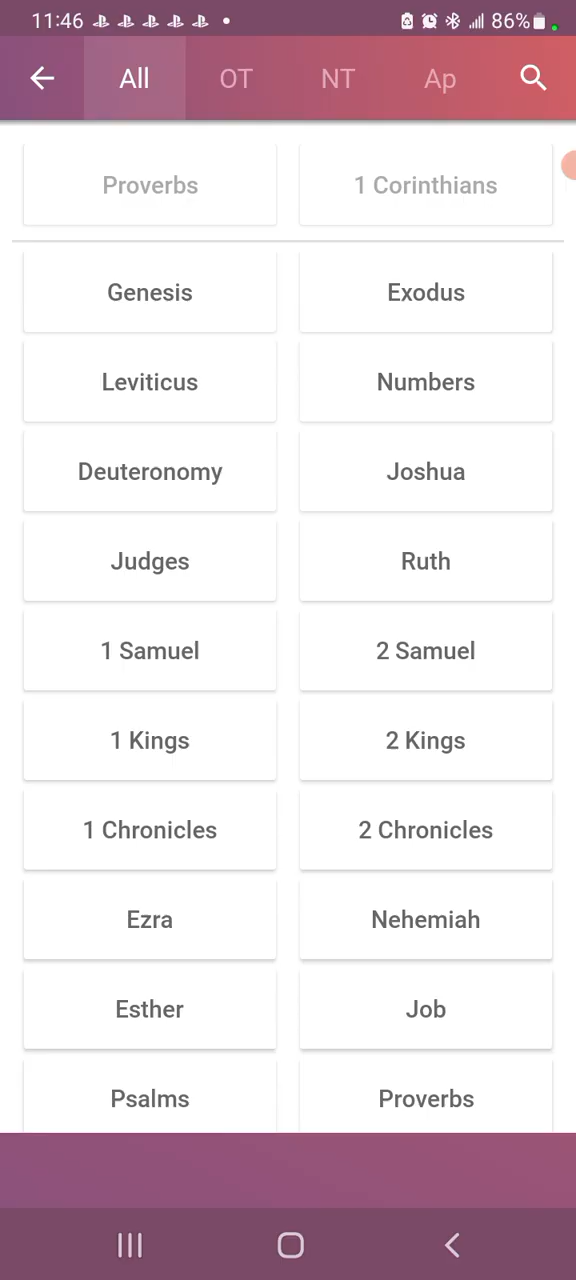 11:46 86%
All OT NT Ap
Proverbs 1 Corinthians
Genesis Exodus
Leviticus Numbers
Deuteronomy Joshua
Judges Ruth
1 Samuel 2 Samuel
1 Kings 2 Kings
1 Chronicles 2 Chronicles
Ezra Nehemiah
Esther Job
Psalms Proverbs